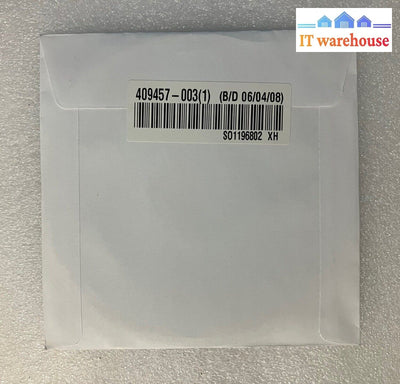 IT warehouse
409457-003(1) (B/D 06/04/08)
SO1196802 XH